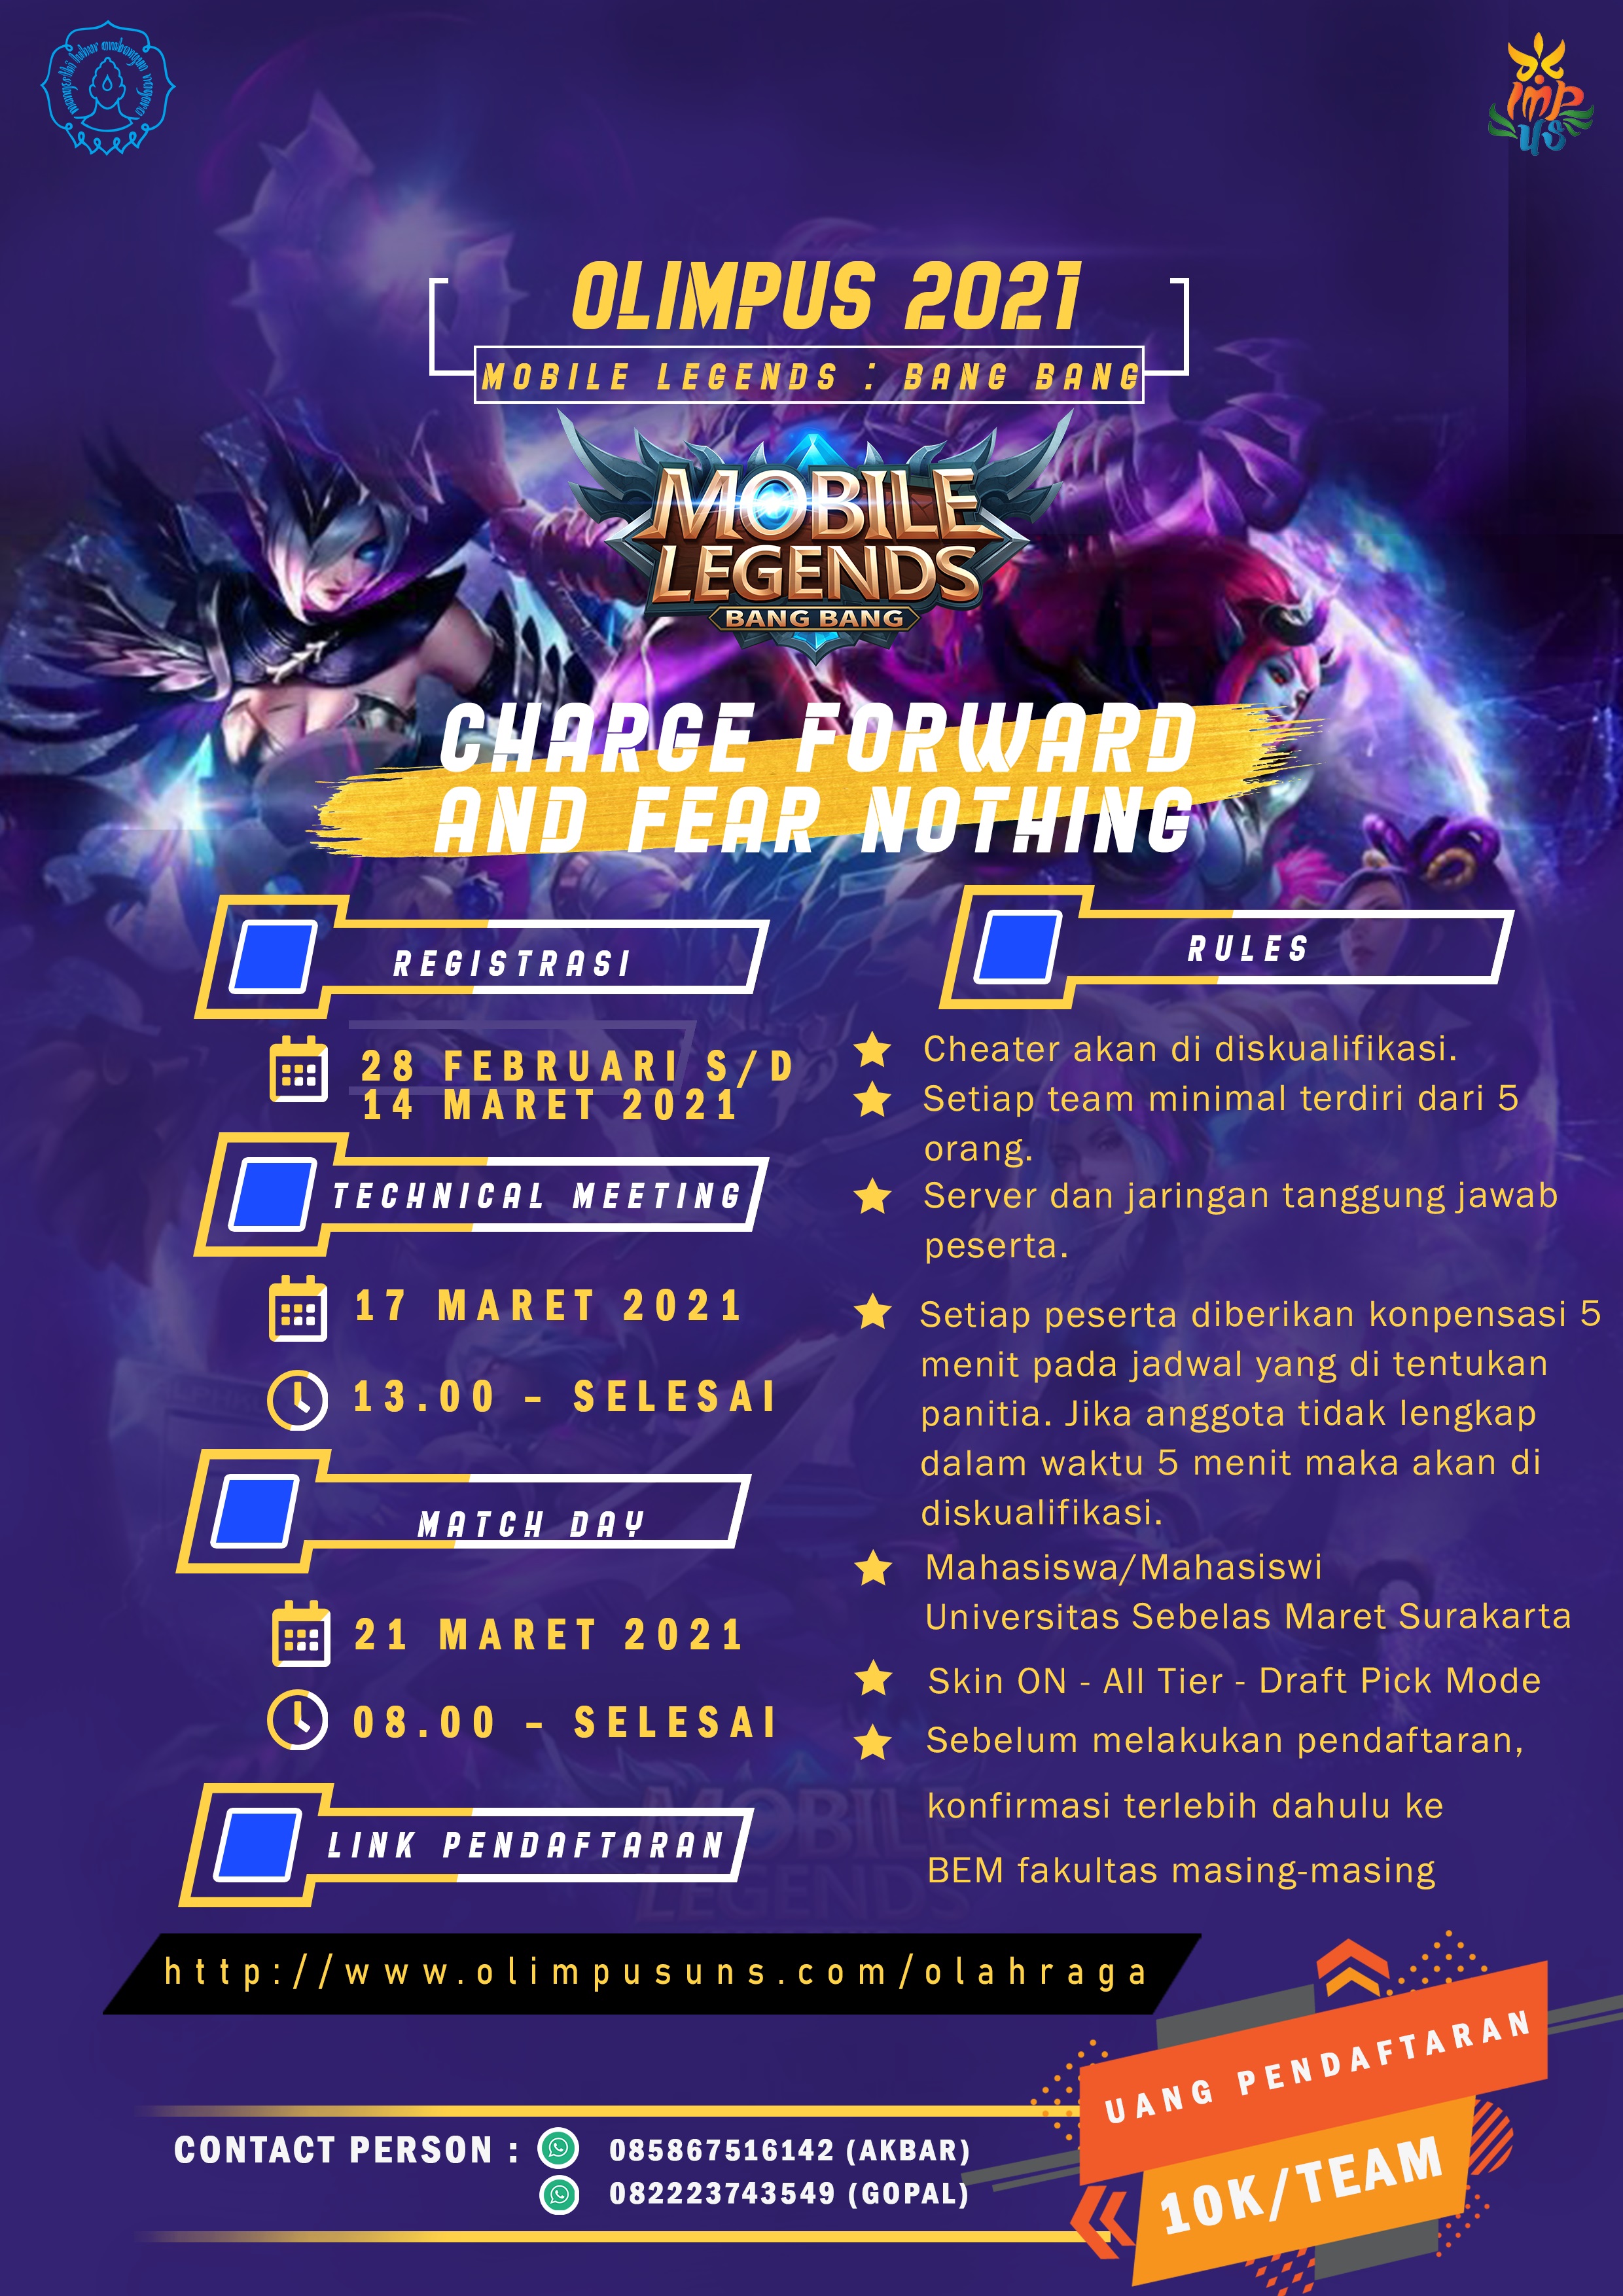 mangesthi luhur ambangun nagara
OLIMPUS 2021
MOBILE LEGENDS : BANG BANG
MOBILE
LEGENDS
BANG BANG
CHARGE FORWARD
AND FEAR NOTHING
REGISTRASI
28 FEBRUARI S/D
14 MARET 2021
TECHNICAL MEETING
17 MARET 2021
13.00 - SELESAI
MATCH DAY
21 MARET 2021
08.00 - SELESAI
LINK PENDAFTARAN
http://www.olimpusuns.com/olahraga
RULES
Cheater akan di diskualifikasi.
Setiap team minimal terdiri dari 5
orang.
Server dan jaringan tanggung jawab
peserta.
Setiap peserta diberikan konpensasi 5
menit pada jadwal yang di tentukan
panitia. Jika anggota tidak lengkap
dalam waktu 5 menit maka akan di
diskualifikasi.
Mahasiswa/Mahasiswi
Universitas Sebelas Maret Surakarta
Skin ON - All Tier - Draft Pick Mode
Sebelum melakukan pendaftaran,
konfirmasi terlebih dahulu ke
BEM fakultas masing-masing
MOBILE
LEGENDS
UANG PENDAFTARAN
10K/TEAM
CONTACT PERSON :
085867516142 (AKBAR)
082223743549 (GOPAL)